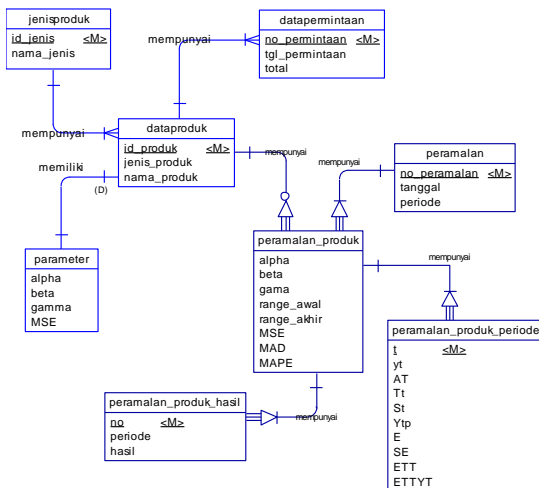 jenisproduk
id_jenis <M>
nama_jenis
datapermintaan
no_permintaan <M>
tgl_permintaan
total
mempunyai
mempunyai
dataproduk
id_produk <M>
jenis_produk
nama_produk
memiliki
(D)
mempunyai
mempunyai
peramalan
no_peramalan <M>
tanggal
periode
parameter
alpha
beta
gamma
MSE
peramalan_produk
alpha
beta
gama
range_awal
range_akhir
MSE
MAD
MAPE
mempunyai
peramalan_produk_periode
t <M>
yt
AT
Tt
St
Ytp
E
SE
ETT
ETTYT
peramalan_produk_hasil
no <M>
periode
hasil
mempunyai